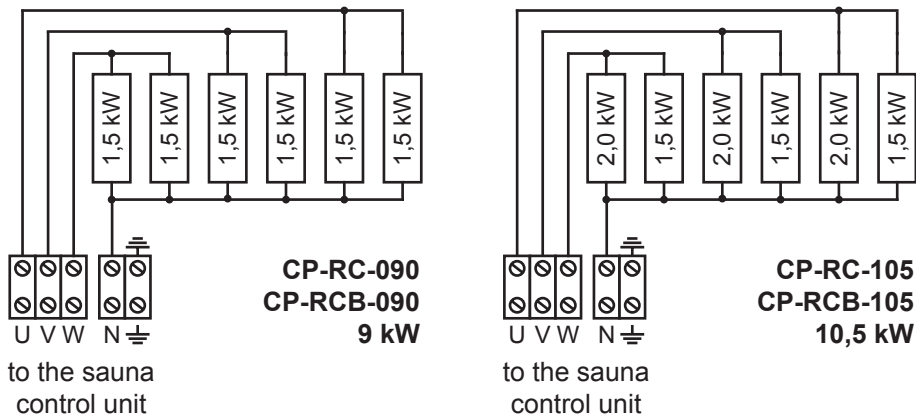 1,5 kW 1,5 kW 1,5 kW 1,5 kW 1,5 kW 1,5 kW
CP-RC-090
CP-RCB-090
9 kW
U V W N
to the sauna
control unit
2,0 kW 1,5 kW 2,0 kW 1,5 kW 2,0 kW 1,5 kW
CP-RC-105
CP-RCB-105
10,5 kW
U V W N
to the sauna
control unit